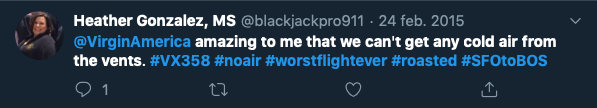 Heather Gonzalez, MS @blackjackpro911 · 24 feb. 2015
@VirginAmerica amazing to me that we can't get any cold air from
the vents. #VX358 #noair #worstflightever #roasted #SFOtoBOS
1